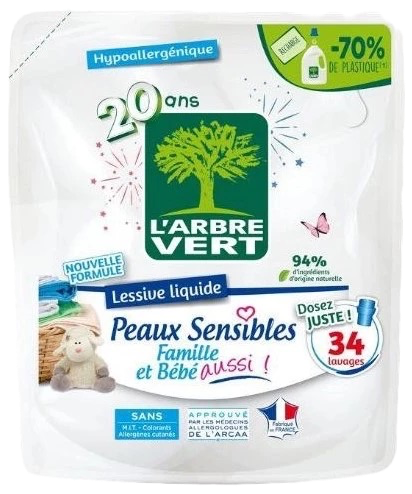 Hypoallergénique
RECHARGE
-70%
DE PLASTIQUE(*)
20 ans
L'ARBRE
VERT
NOUVELLE
FORMULE
94%
d'ingrédients
d'origine naturelle
Lessive liquide
Peaux Sensibles
Famille
et Bébé aussi !
Dosez
JUSTE !
34
lavages
SANS
M.I.T. - Colorants
Allergènes cutanés
APPROUVÉ
PAR LES MÉDECINS
ALLERGOLOGUES
DE L'ARCAA
Fabriqué
en FRANCE